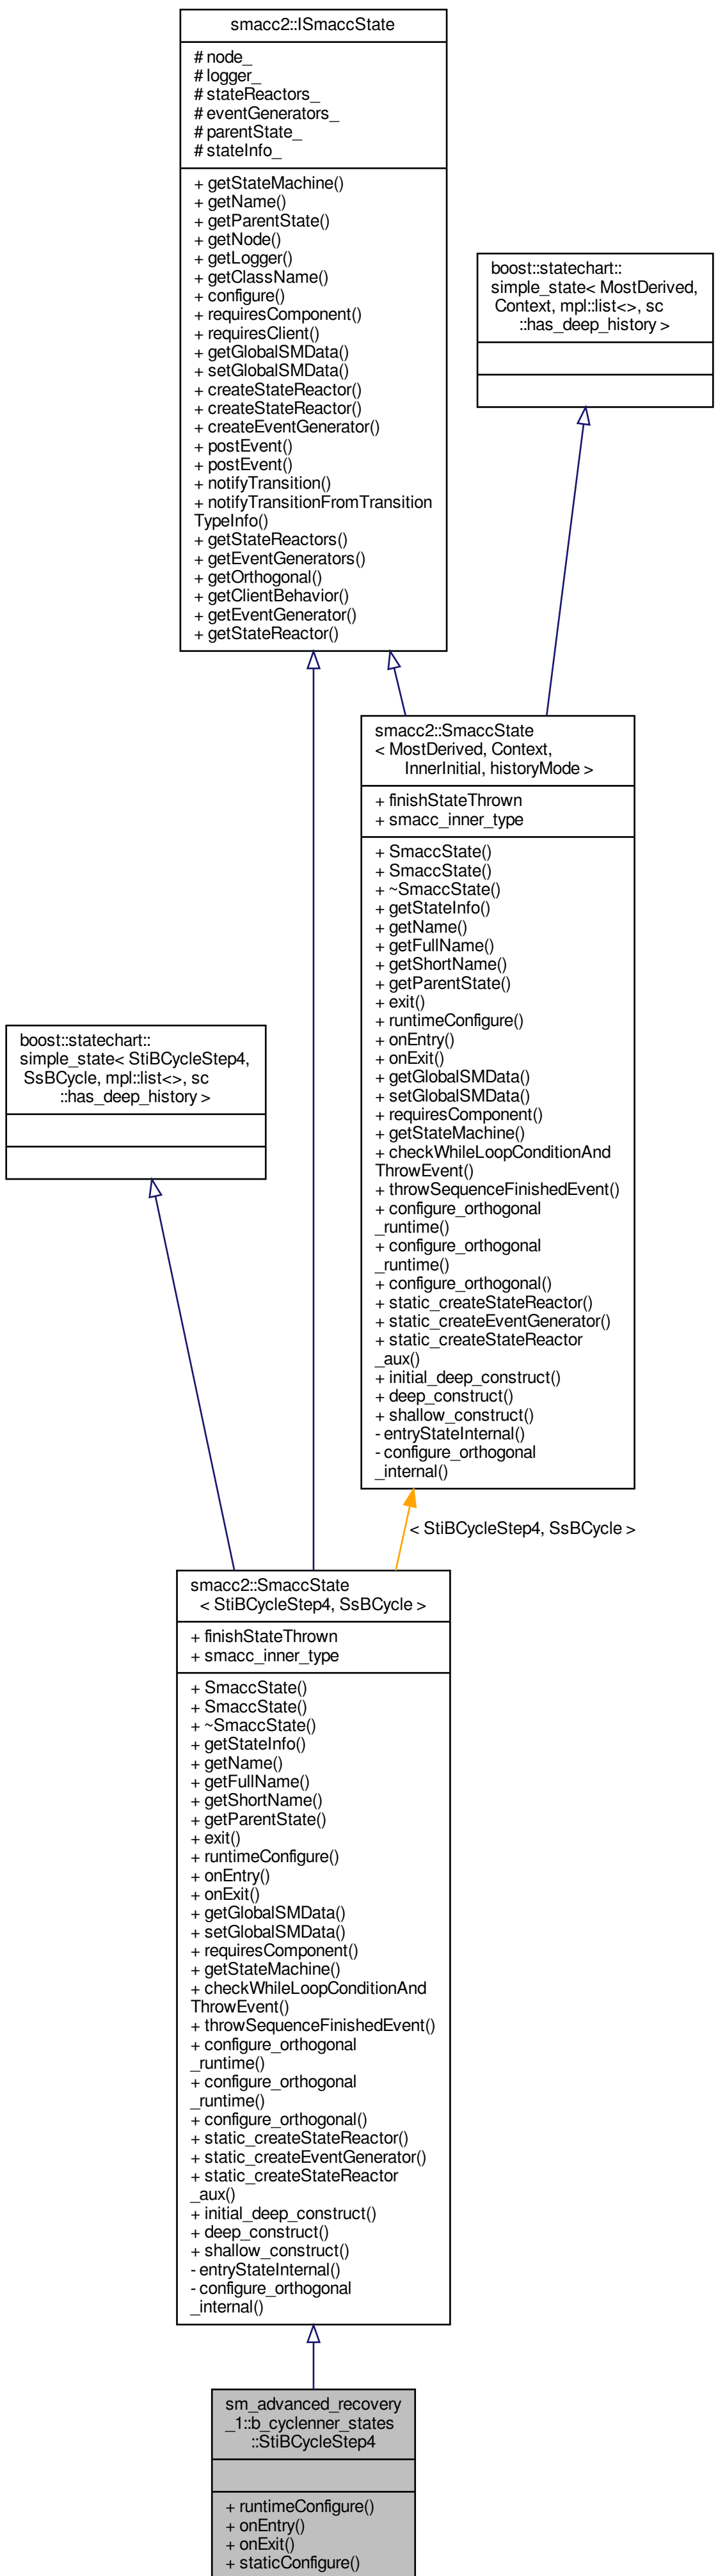 smacc2::ISmaccState
# node_
# logger_
# stateReactors_
# eventGenerators_
# parentState_
# stateInfo_
+ getStateMachine()
+ getName()
+ getParentState()
+ getNode()
+ getLogger()
+ getClassName()
+ configure()
+ requiresComponent()
+ requiresClient()
+ getGlobalSMData()
+ setGlobalSMData()
+ createStateReactor()
+ createStateReactor()
+ createEventGenerator()
+ postEvent()
+ postEvent()
+ notifyTransition()
+ notifyTransitionFromTransition
TypeInfo()
+ getStateReactors()
+ getEventGenerators()
+ getOrthogonal()
+ getClientBehavior()
+ getEventGenerator()
+ getStateReactor()
boost::statechart::
simple_state< MostDerived,
Context, mpl::list<>, sc
::has_deep_history >
smacc2::SmaccState
< MostDerived, Context,
InnerInitial, historyMode >
+ finishStateThrown
+ smacc_inner_type
+ SmaccState()
+ SmaccState()
+ ~SmaccState()
+ getStateInfo()
+ getName()
+ getFullName()
+ getShortName()
+ getParentState()
+ exit()
+ runtimeConfigure()
+ onEntry()
+ onExit()
+ getGlobalSMData()
+ setGlobalSMData()
+ requiresComponent()
+ getStateMachine()
+ checkWhileLoopConditionAnd
ThrowEvent()
+ throwSequenceFinishedEvent()
+ configure_orthogonal
_runtime()
+ configure_orthogonal
_runtime()
+ configure_orthogonal()
+ static_createStateReactor()
+ static_createEventGenerator()
+ static_createStateReactor
_aux()
+ initial_deep_construct()
+ deep_construct()
+ shallow_construct()
- entryStateInternal()
- configure_orthogonal
_internal()
boost::statechart::
simple_state< StiBCycleStep4,
SsBCycle, mpl::list<>, sc
::has_deep_history >
< StiBCycleStep4, SsBCycle >
smacc2::SmaccState
< StiBCycleStep4, SsBCycle >
+ finishStateThrown
+ smacc_inner_type
+ SmaccState()
+ SmaccState()
+ ~SmaccState()
+ getStateInfo()
+ getName()
+ getFullName()
+ getShortName()
+ getParentState()
+ exit()
+ runtimeConfigure()
+ onEntry()
+ onExit()
+ getGlobalSMData()
+ setGlobalSMData()
+ requiresComponent()
+ getStateMachine()
+ checkWhileLoopConditionAnd
ThrowEvent()
+ throwSequenceFinishedEvent()
+ configure_orthogonal
_runtime()
+ configure_orthogonal
_runtime()
+ configure_orthogonal()
+ static_createStateReactor()
+ static_createEventGenerator()
+ static_createStateReactor
_aux()
+ initial_deep_construct()
+ deep_construct()
+ shallow_construct()
- entryStateInternal()
- configure_orthogonal
_internal()
sm_advanced_recovery
_1::b_cyclenner_states
::StiBCycleStep4
+ runtimeConfigure()
+ onEntry()
+ onExit()
+ staticConfigure()